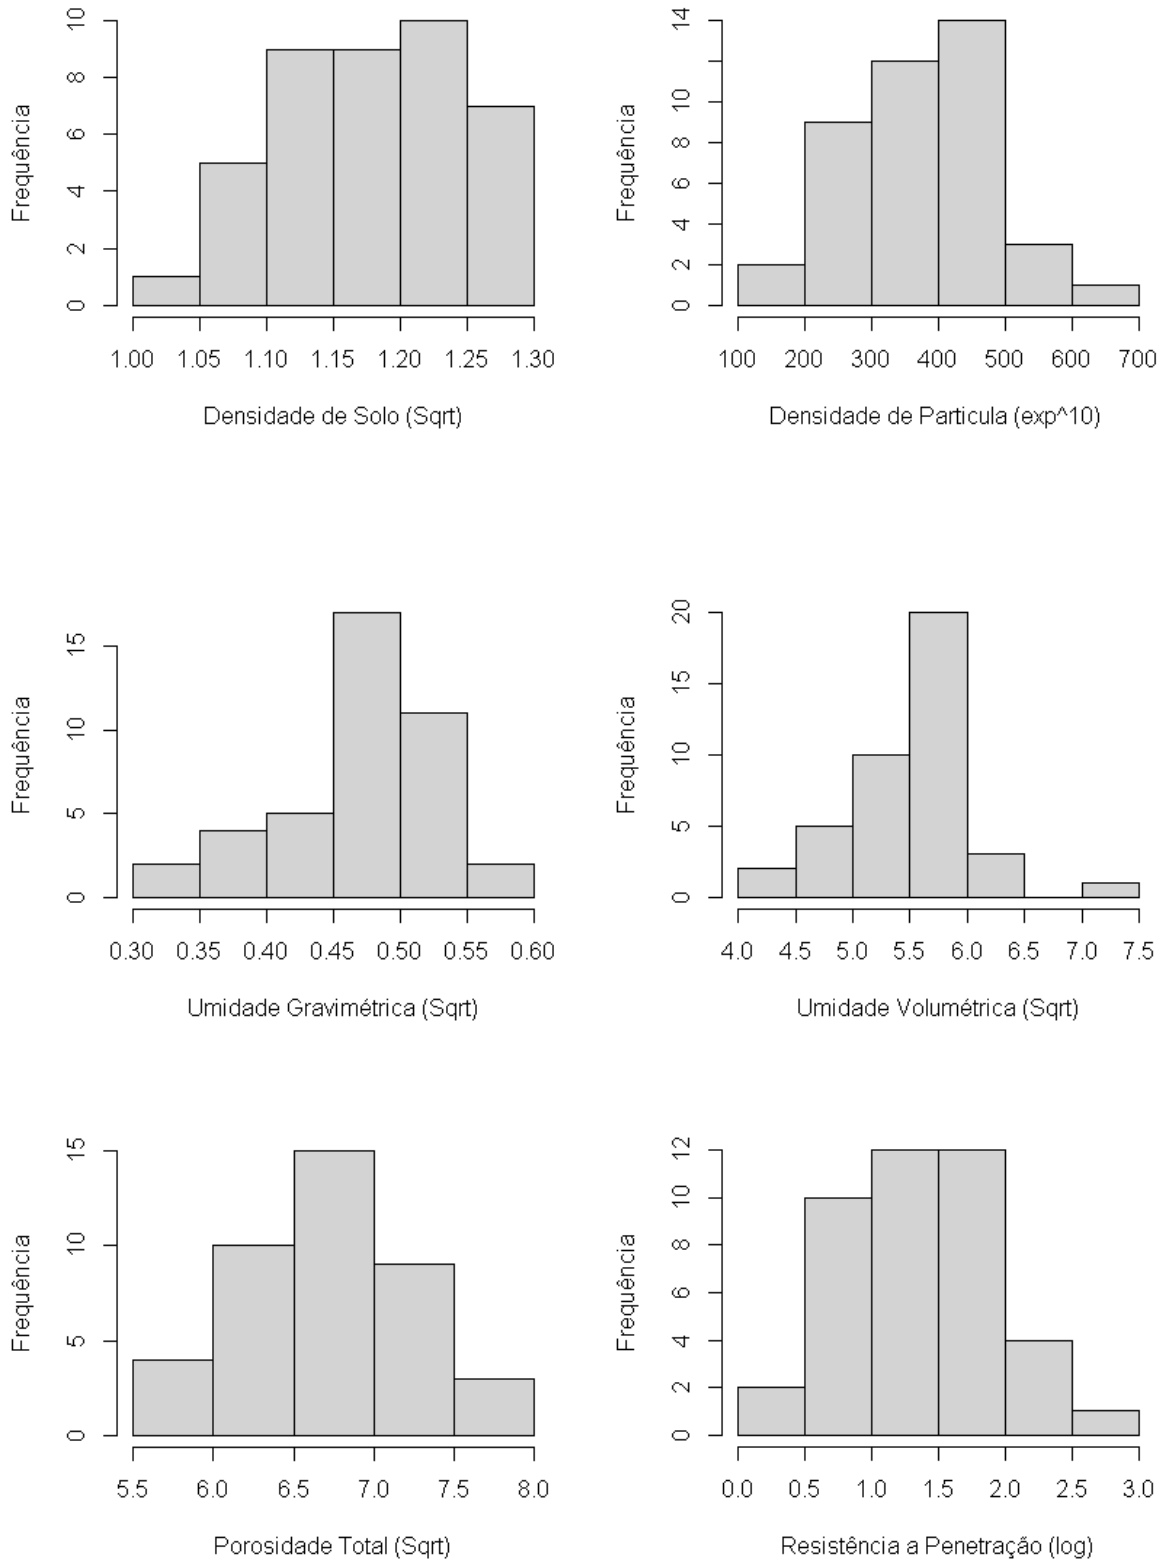 Frequência
0 2 4 6 8 10
1.00 1.05 1.10 1.15 1.20 1.25 1.30
Densidade de Solo (Sqrt)
Frequência
0 2 4 6 8 10 14
100 200 300 400 500 600 700
Densidade de Particula (exp^10)
Frequência
0 5 10 15
0.30 0.35 0.40 0.45 0.50 0.55 0.60
Umidade Gravimétrica (Sqrt)
Frequência
0 5 10 15 20
4.0 4.5 5.0 5.5 6.0 6.5 7.0 7.5
Umidade Volumétrica (Sqrt)
Frequência
0 5 10 15
5.5 6.0 6.5 7.0 7.5 8.0
Porosidade Total (Sqrt)
Frequência
0 2 4 6 8 10 12
0.0 0.5 1.0 1.5 2.0 2.5 3.0
Resistência a Penetração (log)